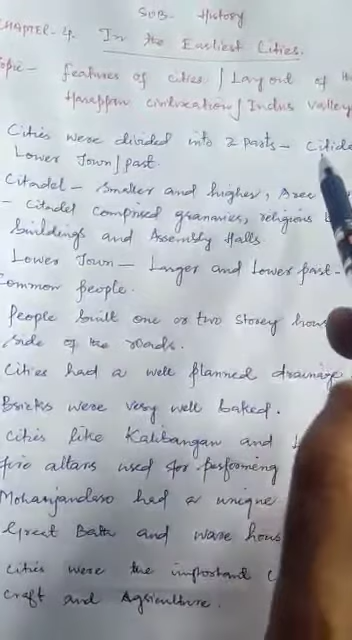 SUB- History
CHAPTER-4. In the Earliest Cities.
Topic- features of cities / Layout of
Harappan civilization / Indus Valley
Cities were divided into 2 parts - Citide
Lower Town / part.
Citadel - smaller and higher, Area
- Citadel comprised granaries, religious
buildings and Assembly Halls.
Lower Town - Larger and Lower part-
Common people.
People built one or two storey hous
side of the roads.
Cities had a well planned drainage
Bricks were very well baked.
Cities like Kalibangan and
fire altars used for performing
Mohanjandaro had a unique
Great Bath and ware hous
Cities were the important
craft and Agriculture.